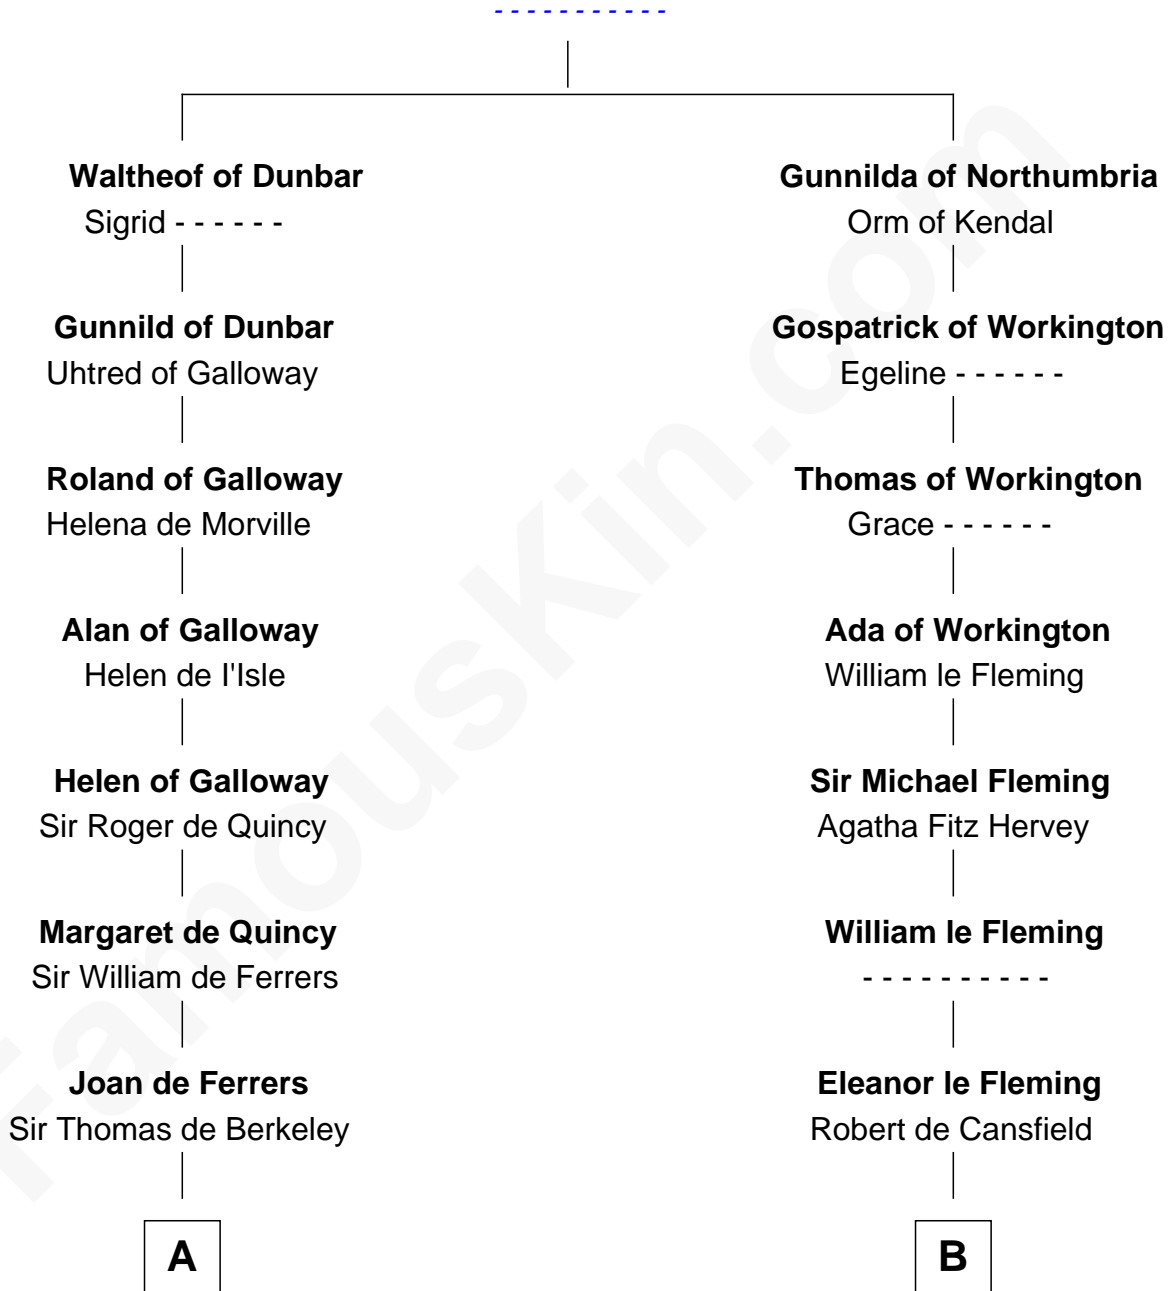 - - - - - - - - - - -
Waltheof of Dunbar
Sigrid - - - - - -
Gunnilda of Northumbria
Orm of Kendal
Gunnild of Dunbar
Uhtred of Galloway
Gospatrick of Workington
Egeline - - - - - -
Roland of Galloway
Helena de Morville
Thomas of Workington
Grace - - - - - -
Alan of Galloway
Helen de I'Isle
Ada of Workington
William le Fleming
Helen of Galloway
Sir Roger de Quincy
Sir Michael Fleming
Agatha Fitz Hervey
Margaret de Quincy
Sir William de Ferrers
William le Fleming
- - - - - - - - - -
Joan de Ferrers
Sir Thomas de Berkeley
Eleanor le Fleming
Robert de Cansfield
A
B
FamousKin.com